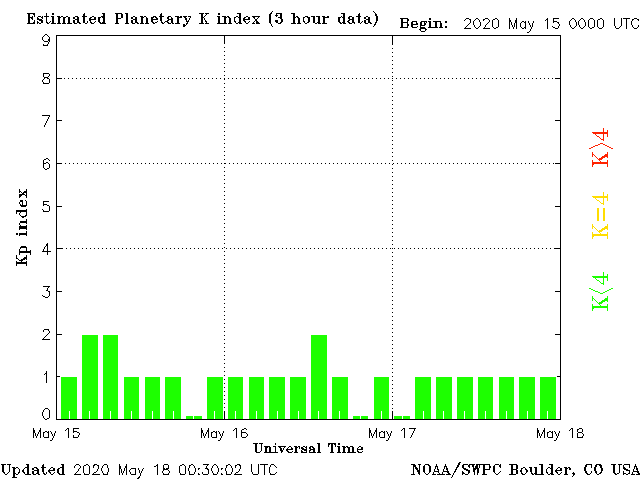 Estimated Planetary K index (3 hour data)
Begin: 2020 May 15 0000 UTC
9
8
7
6
5
4
3
2
1
0
Kp index
K>4
K=4
K<4
May 15
May 16
May 17
May 18
Universal Time
Updated 2020 May 18 00:30:02 UTC
NOAA/SWPC Boulder, CO USA